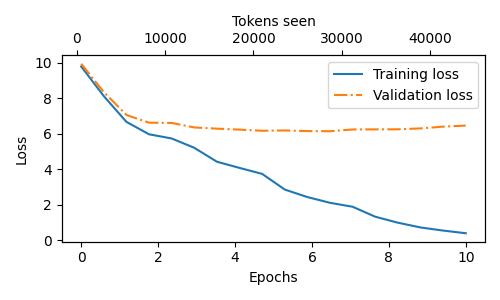 Tokens seen
0 10000 20000 30000 40000
Training loss
Validation loss
10
8
6
4
2
0
Loss
0 2 4 6 8 10
Epochs